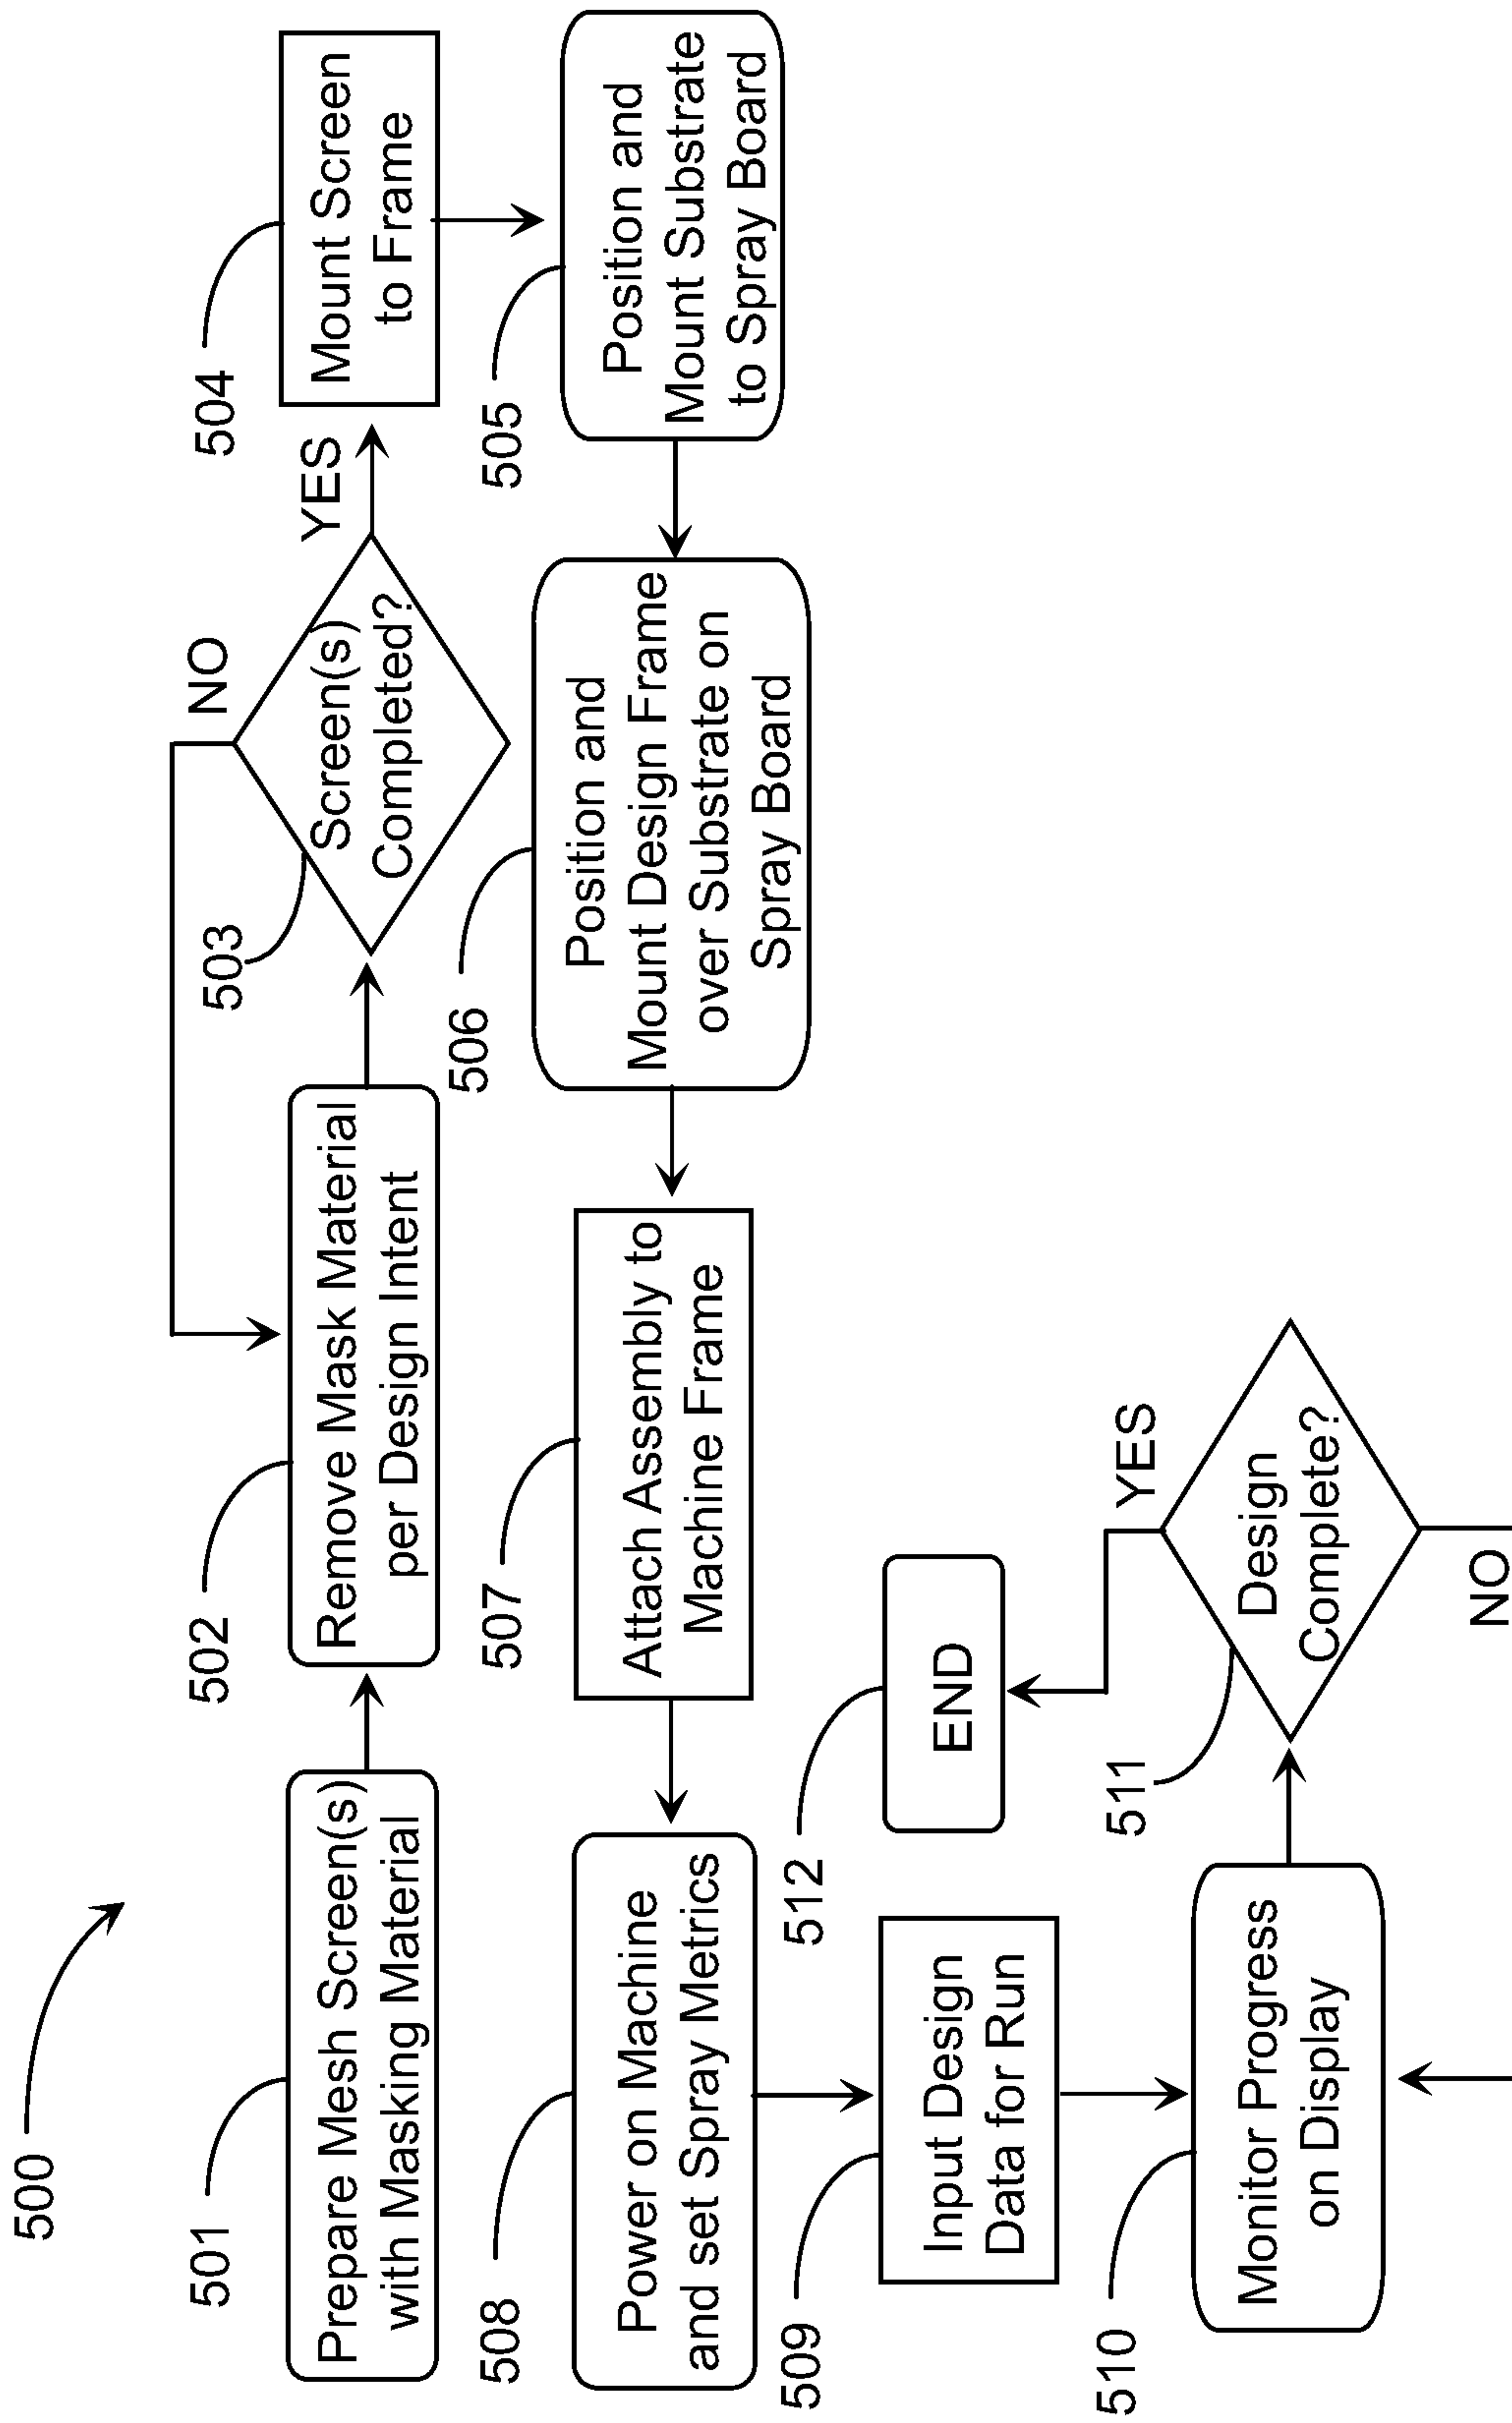 500
501
Prepare Mesh Screen(s)
with Masking Material
502
Remove Mask Material
per Design Intent
503
Screen(s)
Completed?
NO
YES
504
Mount Screen
to Frame
505
Position and
Mount Substrate
to Spray Board
506
Position and
Mount Design Frame
over Substrate on
Spray Board
507
Attach Assembly to
Machine Frame
508
Power on Machine
and set Spray Metrics
509
Input Design
Data for Run
510
Monitor Progress
on Display
511
Design
Complete?
YES
NO
512
END